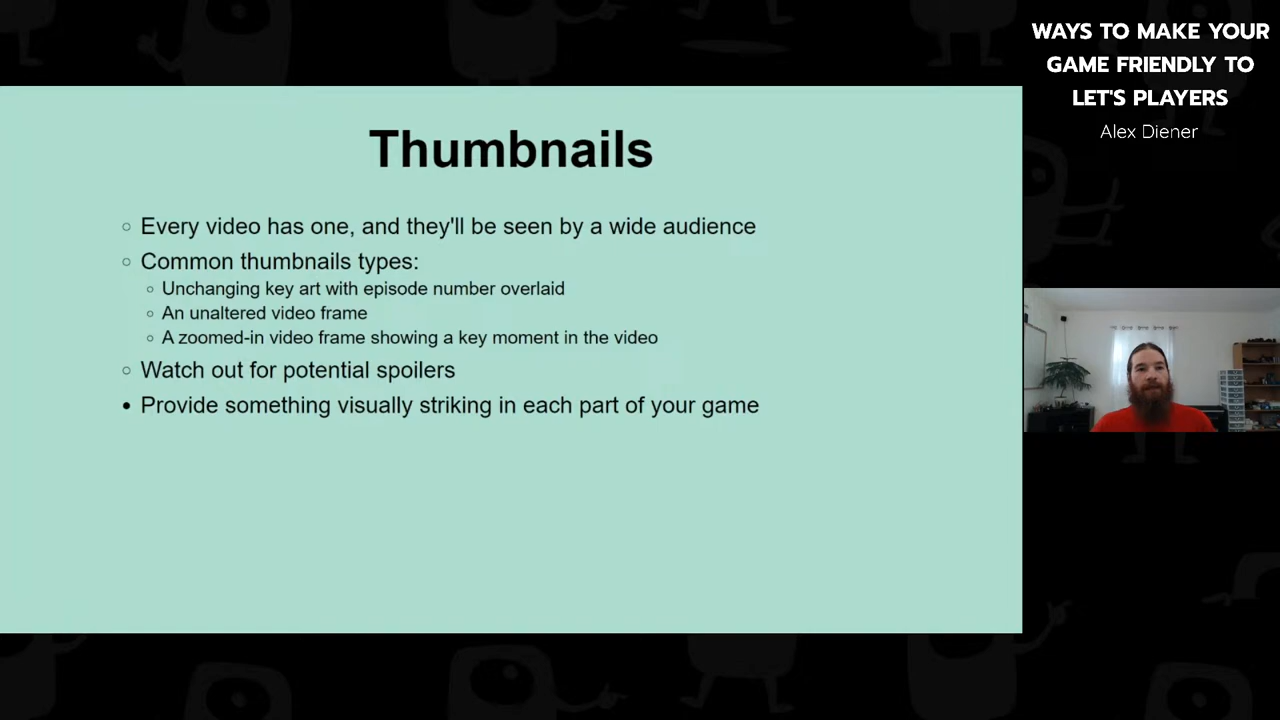 Thumbnails
Every video has one, and they'll be seen by a wide audience
Common thumbnails types:
Unchanging key art with episode number overlaid
An unaltered video frame
A zoomed-in video frame showing a key moment in the video
Watch out for potential spoilers
Provide something visually striking in each part of your game
WAYS TO MAKE YOUR
GAME FRIENDLY TO
LET'S PLAYERS
Alex Diener